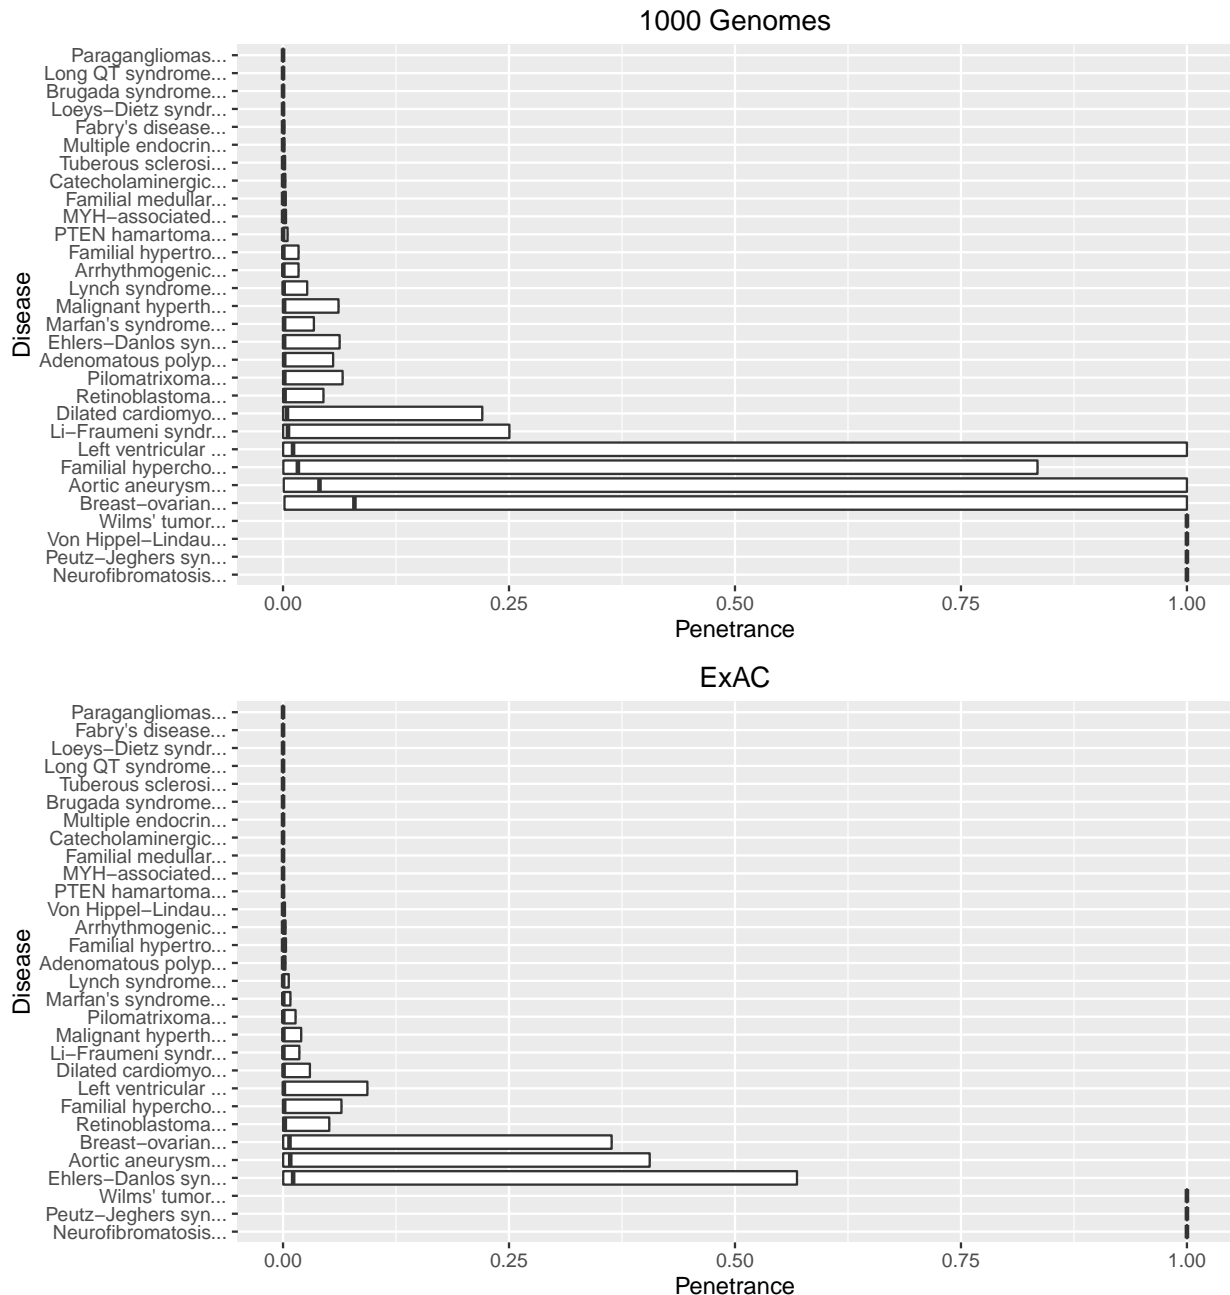 1000 Genomes
Paragangliomas...
Long QT syndrome...
Brugada syndrome...
Loeys−Dietz syndr...
Fabry's disease...
Multiple endocrin...
Tuberous sclerosi...
Catecholaminergic...
Familial medullar...
MYH−associated...
PTEN hamartoma...
Familial hypertro...
Arrhythmogenic...
Lynch syndrome...
Malignant hyperth...
Marfan's syndrome...
Ehlers−Danlos syn...
Adenomatous polyp...
Pilomatrixoma...
Retinoblastoma...
Dilated cardiomyo...
Li−Fraumeni syndr...
Left ventricular ...
Familial hypercho...
Aortic aneurysm...
Breast−ovarian...
Wilms' tumor...
Von Hippel−Lindau...
Peutz−Jeghers syn...
Neurofibromatosis...
Disease
0.00 0.25 0.50 0.75 1.00
Penetrance
ExAC
Paragangliomas...
Fabry's disease...
Loeys−Dietz syndr...
Long QT syndrome...
Tuberous sclerosi...
Brugada syndrome...
Multiple endocrin...
Catecholaminergic...
Familial medullar...
MYH−associated...
PTEN hamartoma...
Von Hippel−Lindau...
Arrhythmogenic...
Familial hypertro...
Adenomatous polyp...
Lynch syndrome...
Marfan's syndrome...
Pilomatrixoma...
Malignant hyperth...
Li−Fraumeni syndr...
Dilated cardiomyo...
Left ventricular ...
Familial hypercho...
Retinoblastoma...
Breast−ovarian...
Aortic aneurysm...
Ehlers−Danlos syn...
Wilms' tumor...
Peutz−Jeghers syn...
Neurofibromatosis...
Disease
0.00 0.25 0.50 0.75 1.00
Penetrance